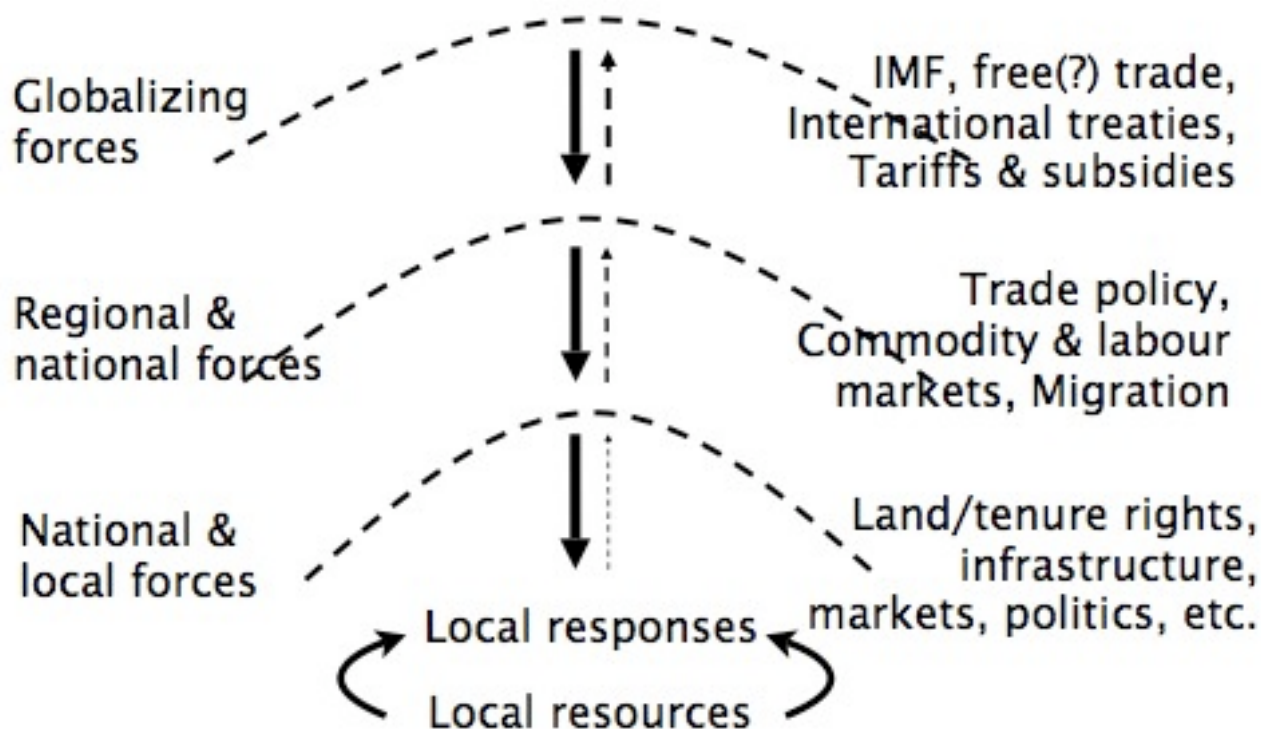 Globalizing
forces
IMF, free(?) trade,
International treaties,
Tariffs & subsidies
Regional &
national forces
Trade policy,
Commodity & labour
markets, Migration
National &
local forces
Land/tenure rights,
infrastructure,
markets, politics, etc.
Local responses
Local resources